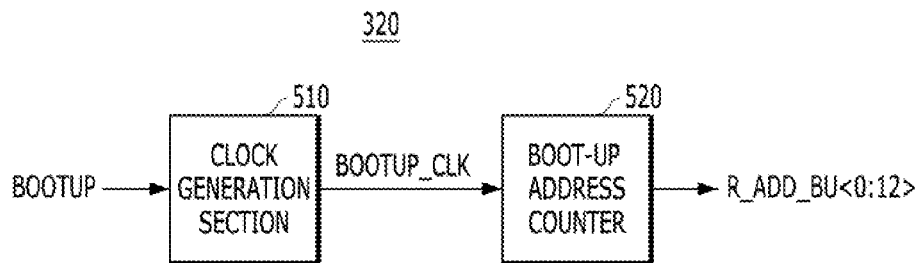 320
510
520
BOOTUP
CLOCK
GENERATION
SECTION
BOOTUP_CLK
BOOT-UP
ADDRESS
COUNTER
R_ADD_BU<0:12>